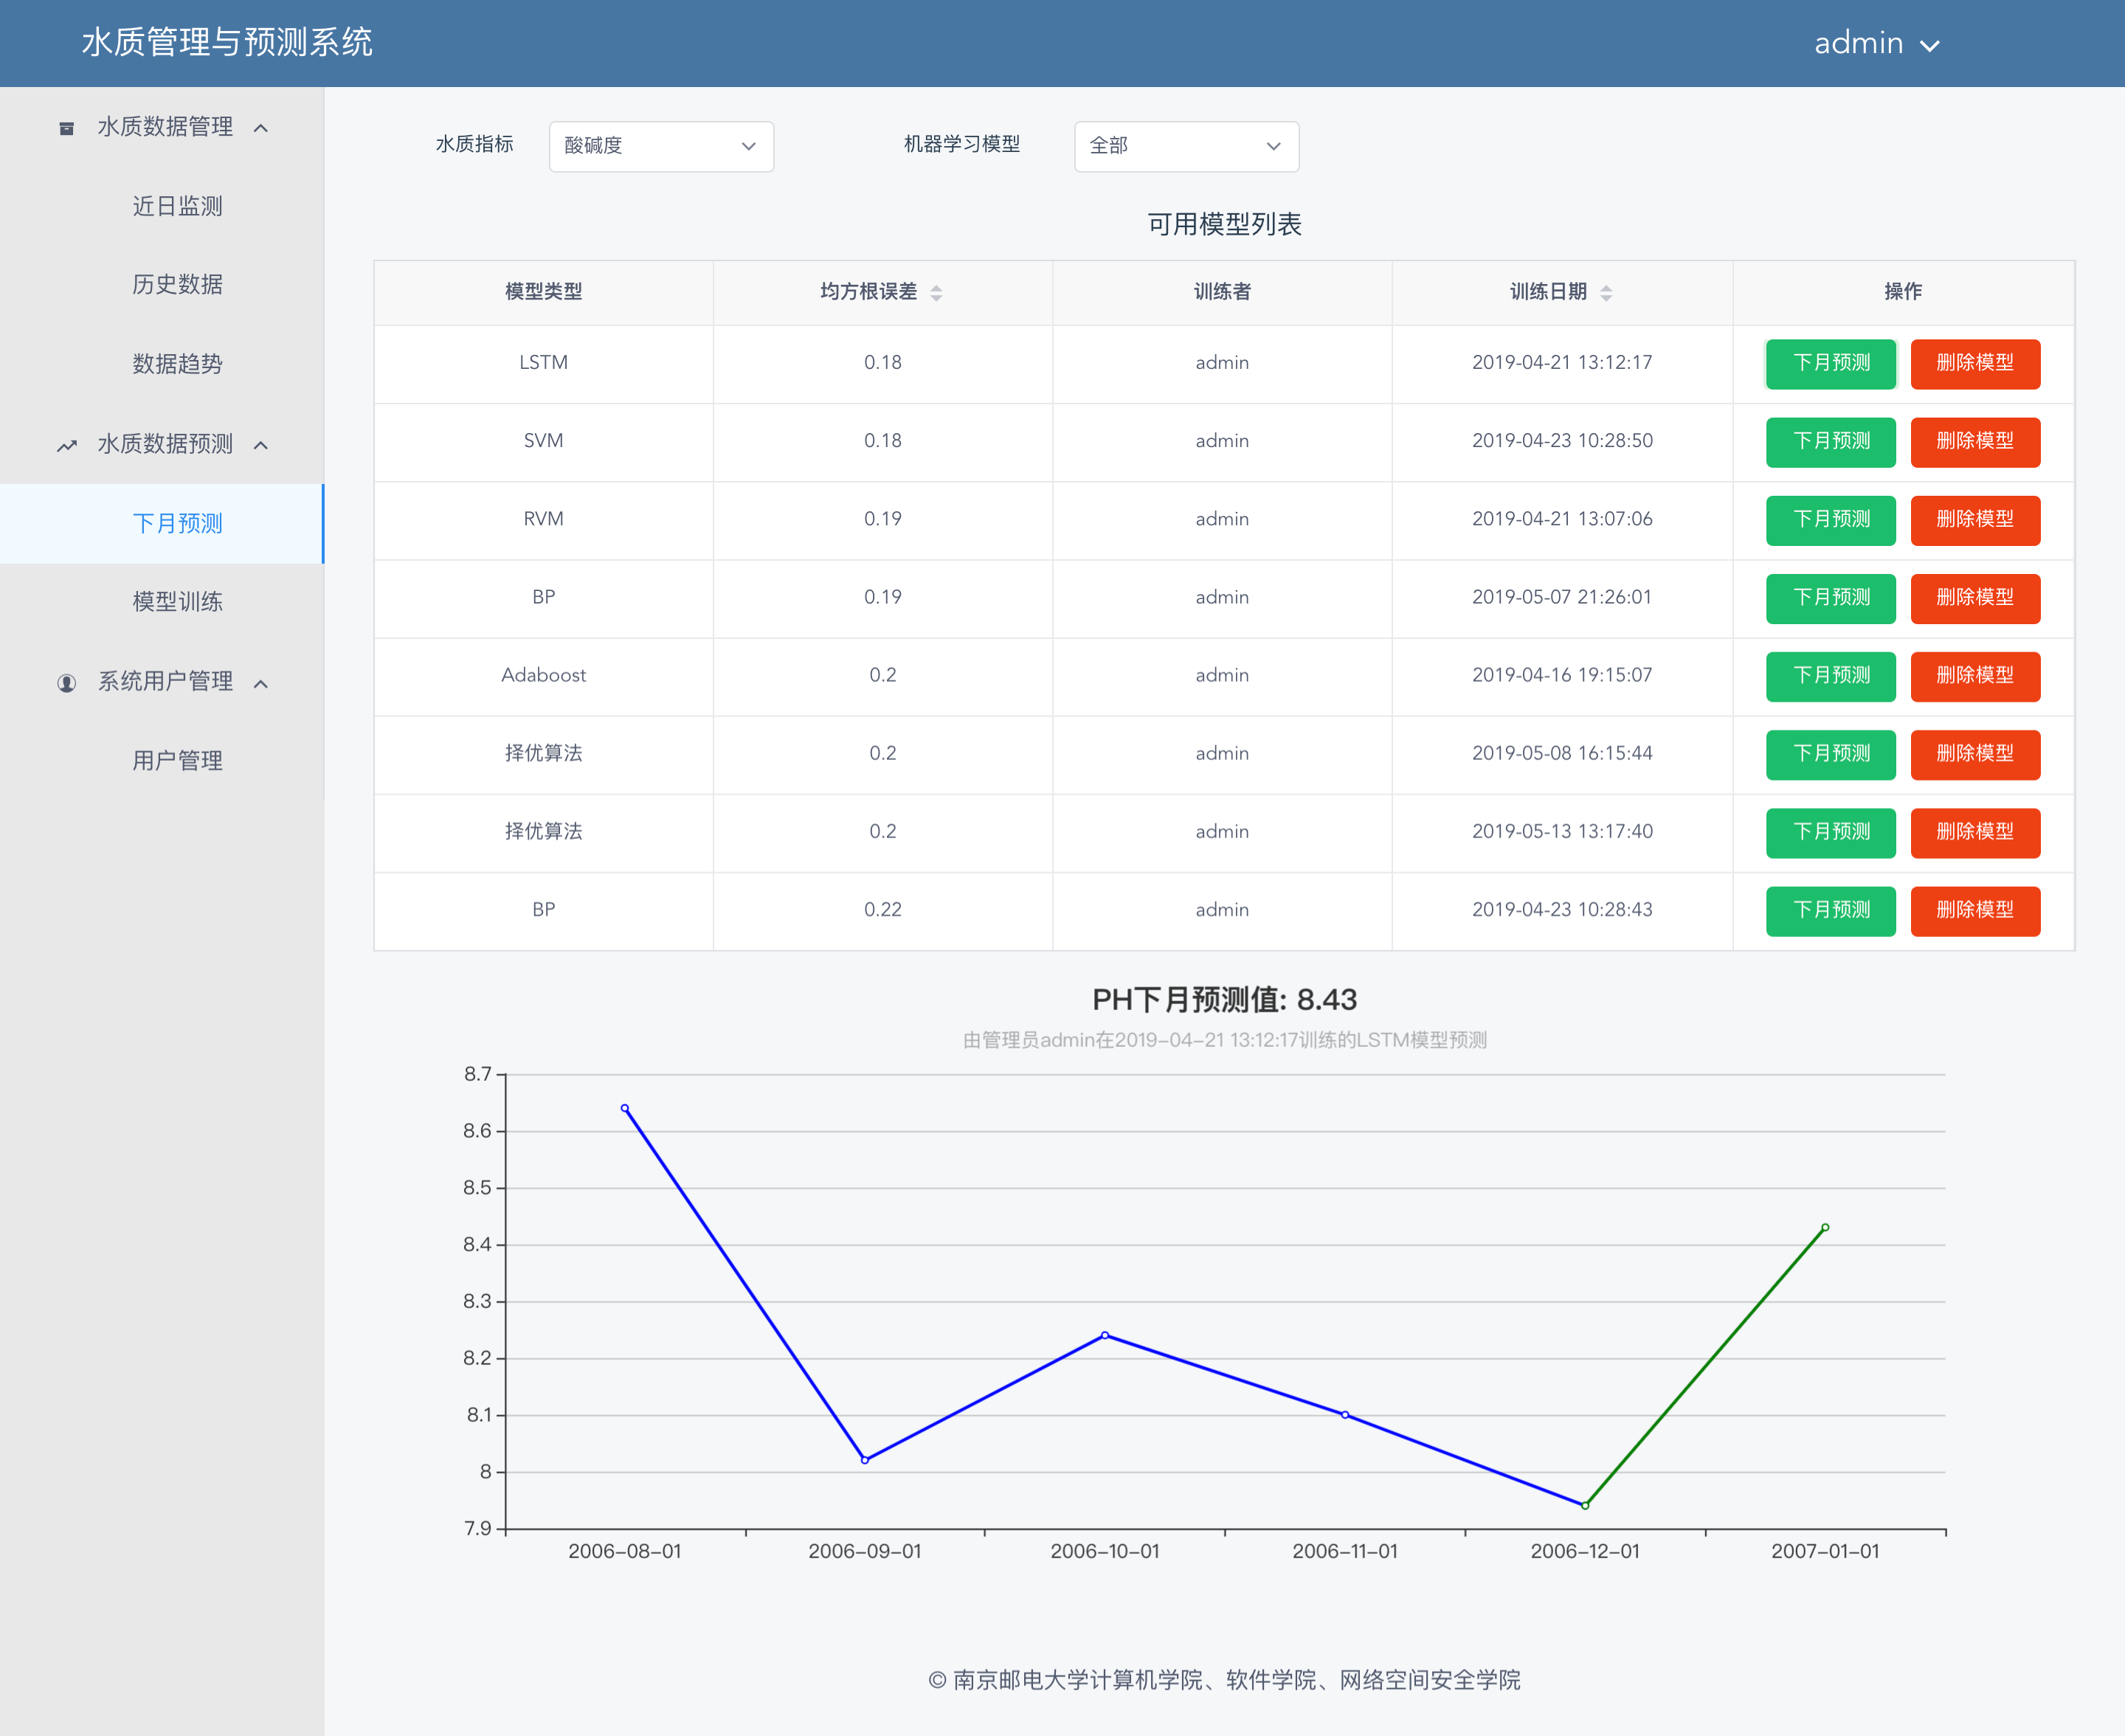 水质管理与预测系统
admin
水质数据管理
近日监测
历史数据
数据趋势
水质数据预测
下月预测
模型训练
系统用户管理
用户管理
水质指标 酸碱度 机器学习模型 全部
可用模型列表
模型类型 均方根误差 训练者 训练日期 操作
LSTM 0.18 admin 2019-04-21 13:12:17 下月预测 删除模型
SVM 0.18 admin 2019-04-23 10:28:50 下月预测 删除模型
RVM 0.19 admin 2019-04-21 13:07:06 下月预测 删除模型
BP 0.19 admin 2019-05-07 21:26:01 下月预测 删除模型
Adaboost 0.2 admin 2019-04-16 19:15:07 下月预测 删除模型
择优算法 0.2 admin 2019-05-08 16:15:44 下月预测 删除模型
择优算法 0.2 admin 2019-05-13 13:17:40 下月预测 删除模型
BP 0.22 admin 2019-04-23 10:28:43 下月预测 删除模型
PH下月预测值: 8.43
由管理员admin在2019-04-21 13:12:17训练的LSTM模型预测
8.7
8.6
8.5
8.4
8.3
8.2
8.1
8
7.9
2006-08-01 2006-09-01 2006-10-01 2006-11-01 2006-12-01 2007-01-01
© 南京邮电大学计算机学院、软件学院、网络空间安全学院